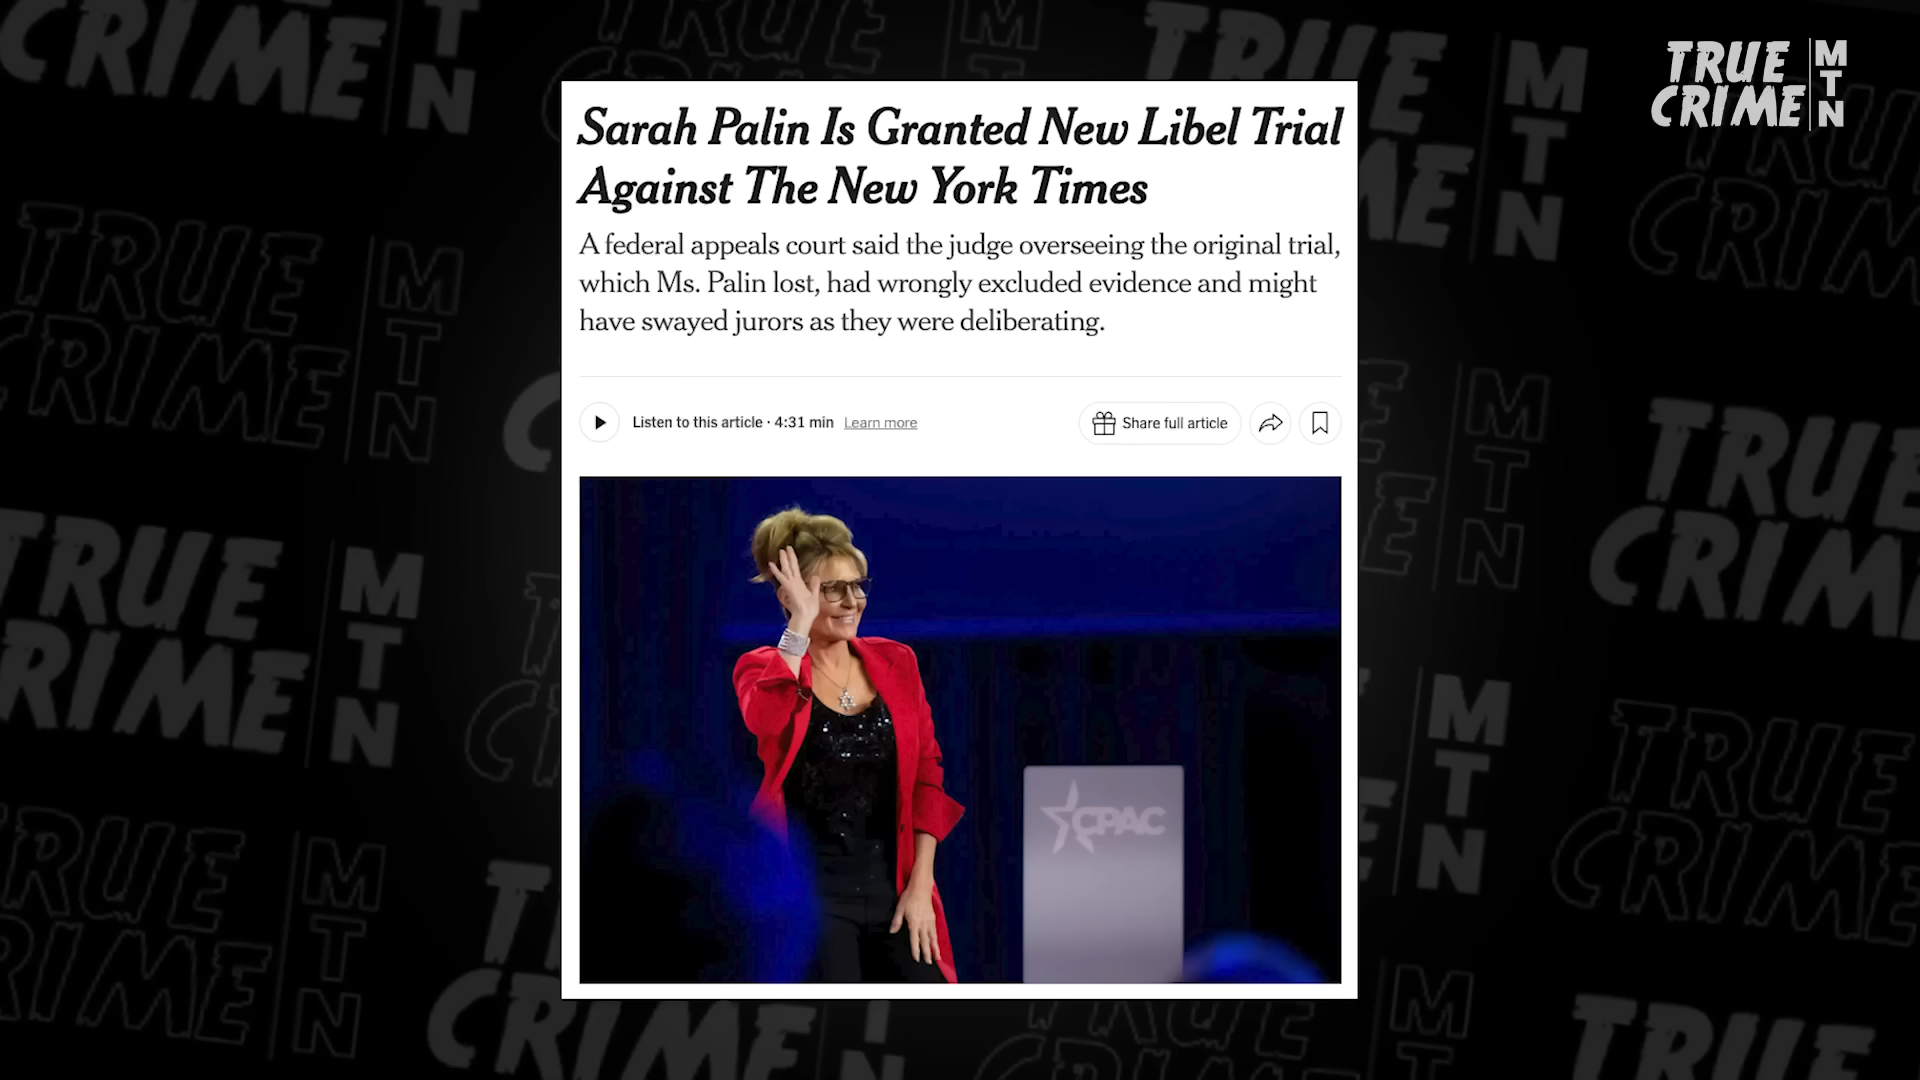 TRUE
CRIME
MTN
Sarah Palin Is Granted New Libel Trial
Against The New York Times
A federal appeals court said the judge overseeing the original trial,
which Ms. Palin lost, had wrongly excluded evidence and might
have swayed jurors as they were deliberating.
Listen to this article · 4:31 min Learn more
Share full article
CPAC